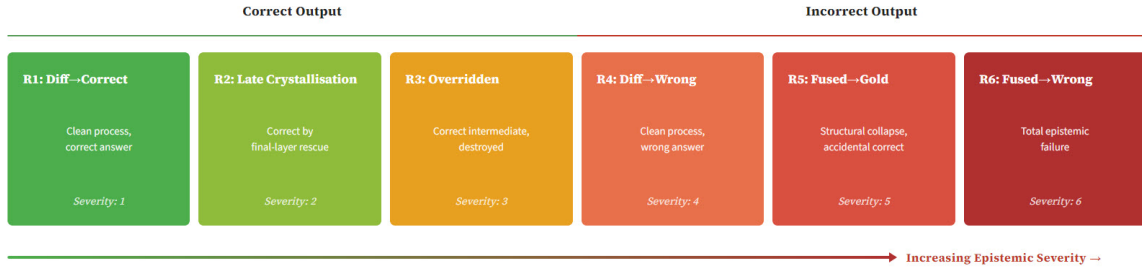 Correct Output
Incorrect Output
R1: Diff→Correct
Clean process,
correct answer
Severity: 1
R2: Late Crystallisation
Correct by
final-layer rescue
Severity: 2
R3: Overridden
Correct intermediate,
destroyed
Severity: 3
R4: Diff→Wrong
Clean process,
wrong answer
Severity: 4
R5: Fused→Gold
Structural collapse,
accidental correct
Severity: 5
R6: Fused→Wrong
Total epistemic
failure
Severity: 6
Increasing Epistemic Severity →